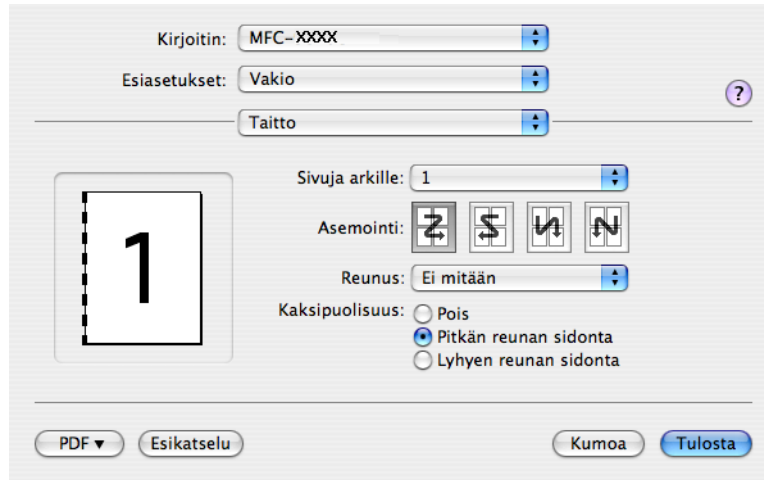 Kirjoitin: MFC-XXXX
Esiasetukset: Vakio
?
Taitto
Sivuja arkille: 1
1
Asemointi:
Reunus: Ei mitään
Kaksipuolisuus: Pois
Pitkän reunan sidonta
Lyhyen reunan sidonta
PDF ▼ Esikatselu Kumoa Tulosta